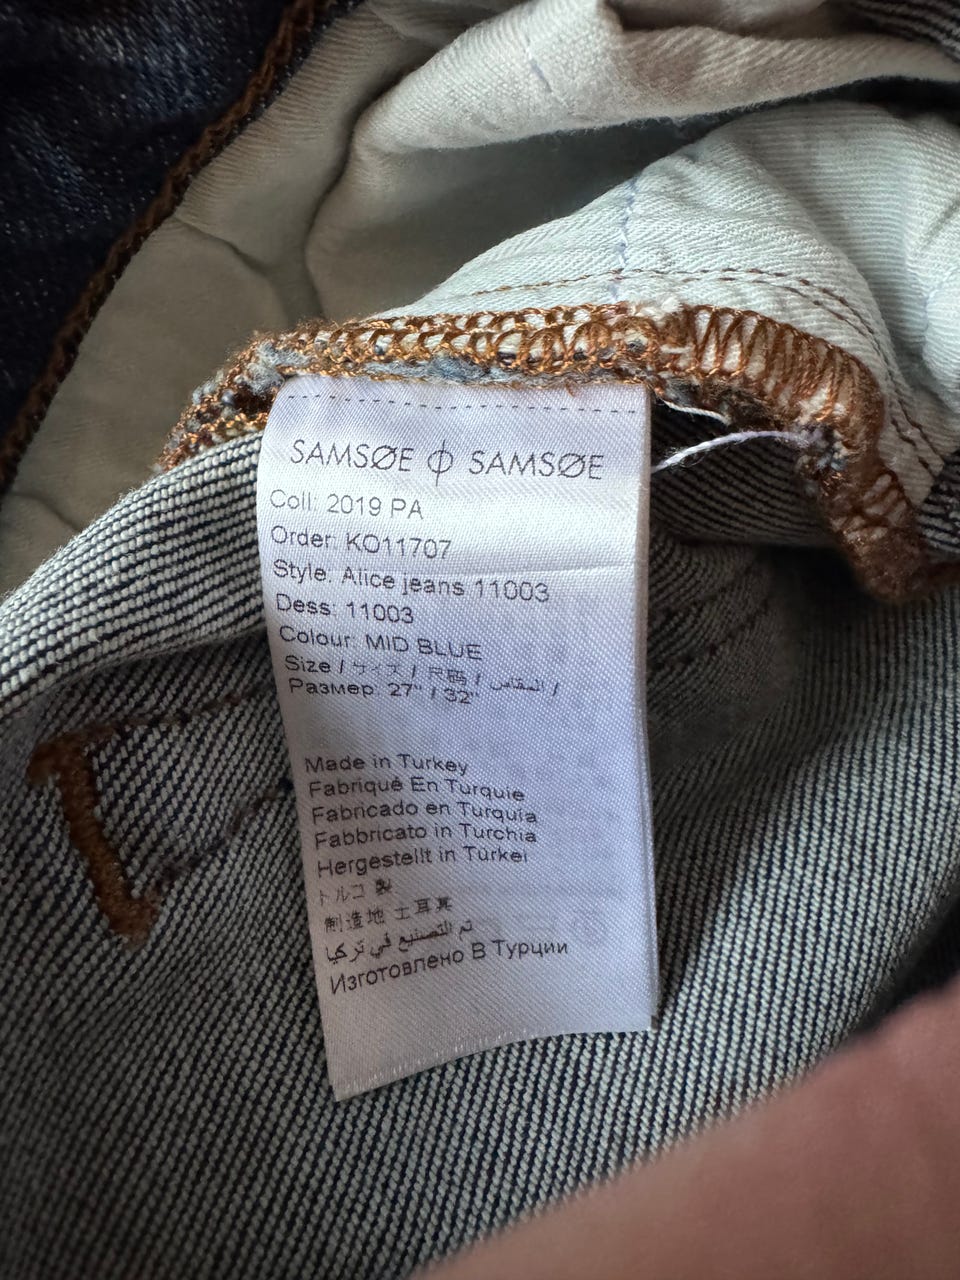 SAMSØE ϕ SAMSØE
Coll: 2019 PA
Order: KO11707
Style: Alice jeans 11003
Dess: 11003
Colour: MID BLUE
Size / サイズ / 尺碼 / المقاس /
Размер: 27" / 32"
Made in Turkey
Fabriqué En Turquie
Fabricado en Turquia
Fabbricato in Turchia
Hergestellt in Türkei
トルコ 製
制造地 土耳其
تم التصنيع في تركيا
Изготовлено В Турции